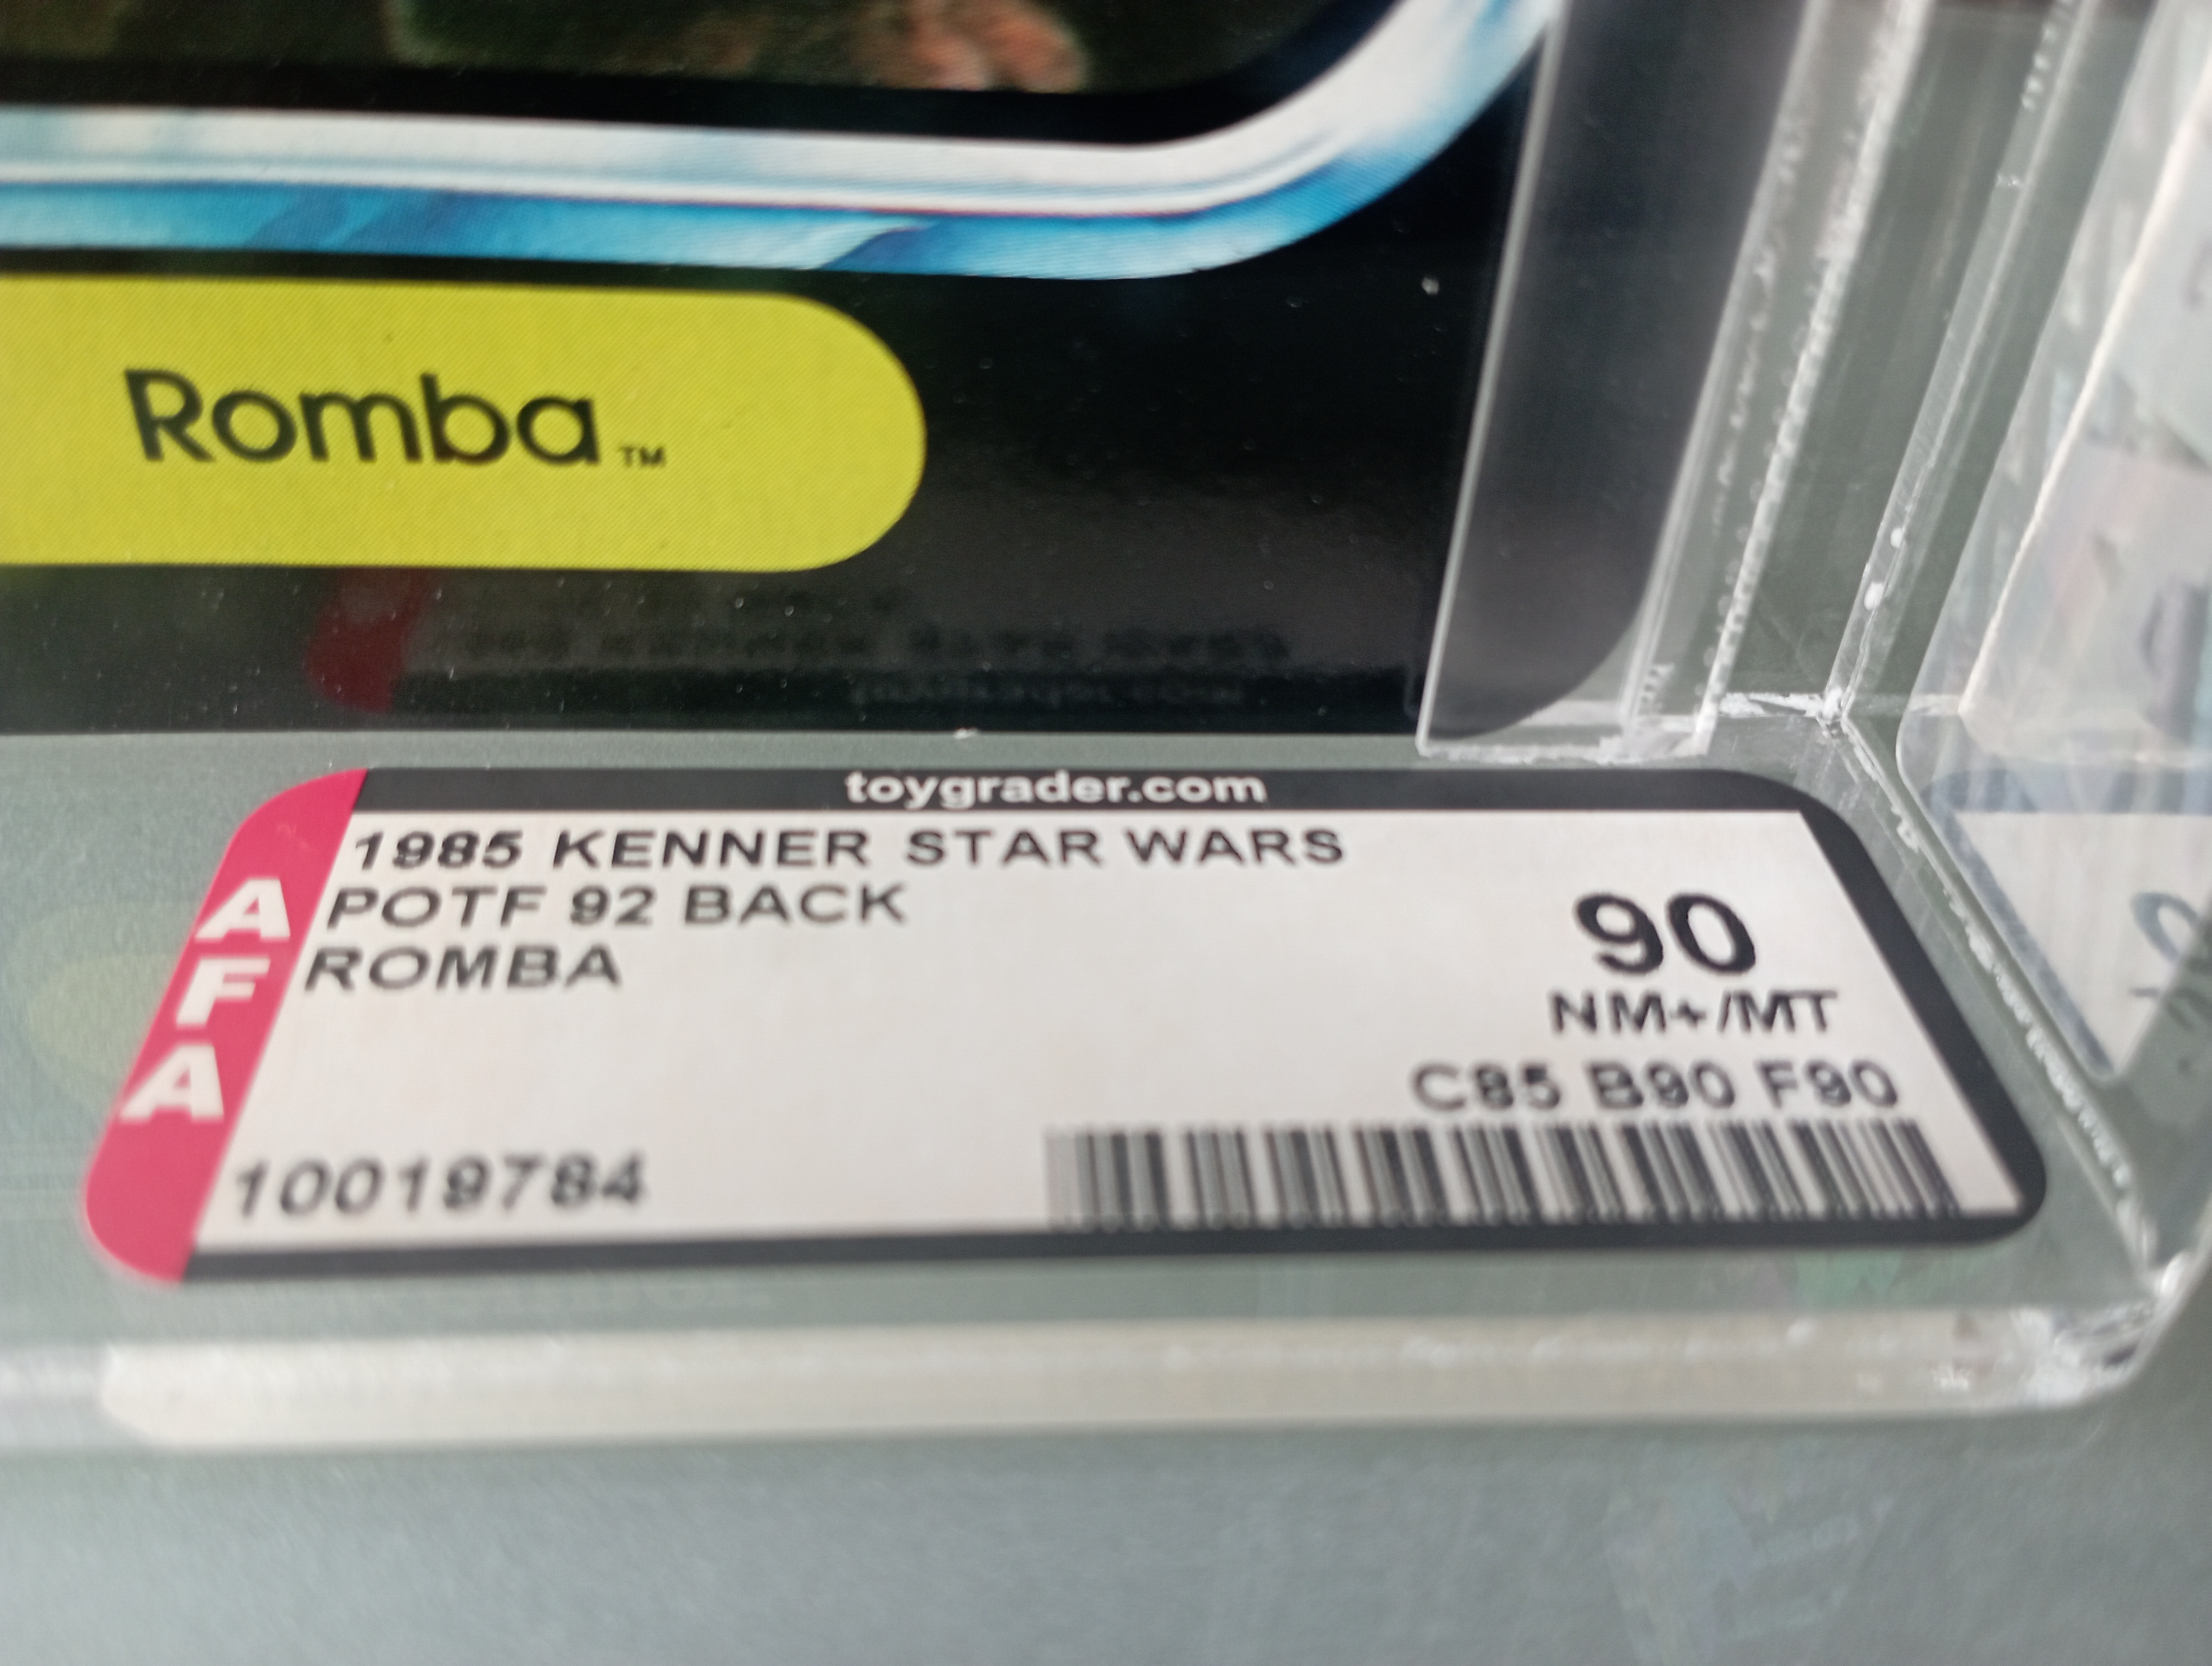 Romba™
toygrader.com
AFA
1985 KENNER STAR WARS
POTF 92 BACK
ROMBA
90
NM+/MT
C85 B90 F90
10019784